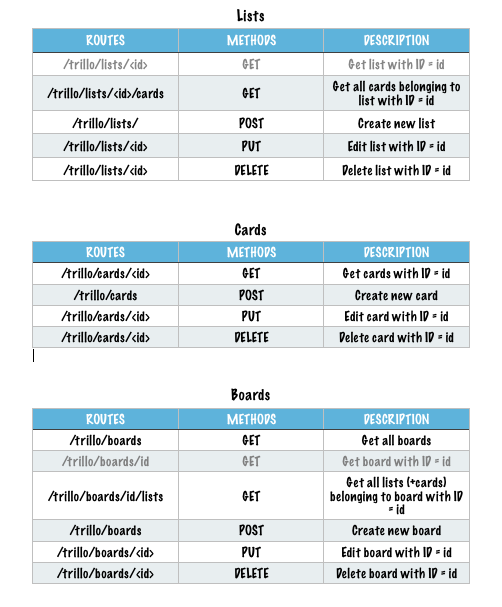 Lists
ROUTES METHODS DESCRIPTION
/trillo/lists/<id> GET Get list with ID = id
/trillo/lists/<id>/cards GET Get all cards belonging to
list with ID = id
/trillo/lists/ POST Create new list
/trillo/lists/<id> PUT Edit list with ID = id
/trillo/lists/<id> DELETE Delete list with ID = id
Cards
ROUTES METHODS DESCRIPTION
/trillo/cards/<id> GET Get cards with ID = id
/trillo/cards POST Create new card
/trillo/cards/<id> PUT Edit card with ID = id
/trillo/cards/<id> DELETE Delete card with ID = id
Boards
ROUTES METHODS DESCRIPTION
/trillo/boards GET Get all boards
/trillo/boards/id GET Get board with ID = id
/trillo/boards/id/lists GET Get all lists (+cards)
belonging to board with ID
= id
/trillo/boards POST Create new board
/trillo/boards/<id> PUT Edit board with ID = id
/trillo/boards/<id> DELETE Delete board with ID = id